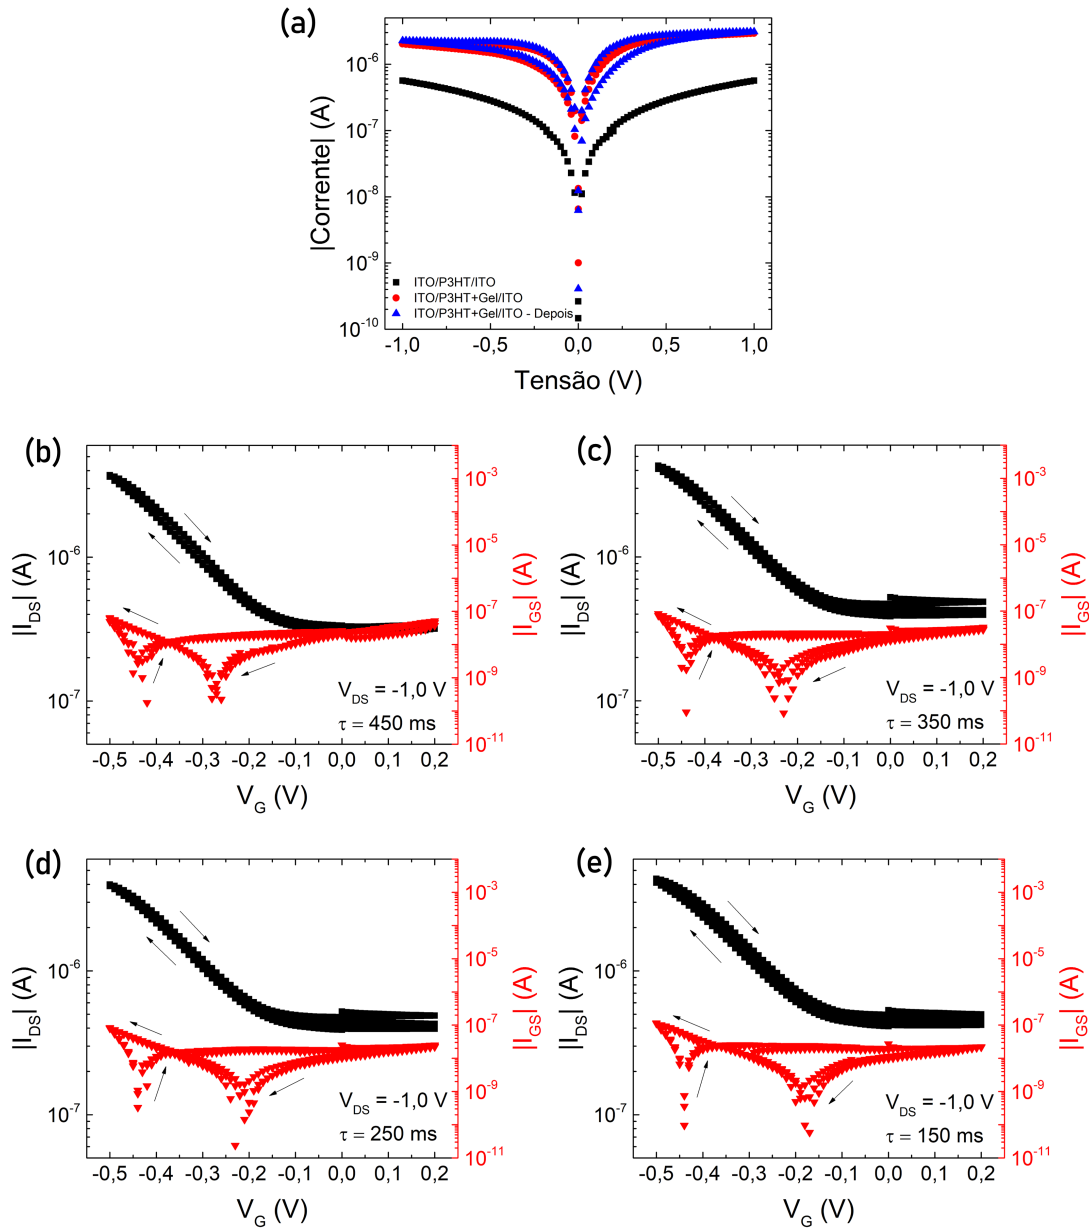 (a)
|Corrente| (A)
10⁻⁶
10⁻⁷
10⁻⁸
10⁻⁹
10⁻¹⁰
ITO/P3HT/ITO
ITO/P3HT+Gel/ITO
ITO/P3HT+Gel/ITO - Depois
-1,0 -0,5 0,0 0,5 1,0
Tensão (V)
(b)
|I_DS| (A)
10⁻⁶
10⁻⁷
|I_GS| (A)
10⁻³
10⁻⁵
10⁻⁷
10⁻⁹
10⁻¹¹
V_DS = -1,0 V
τ = 450 ms
-0,5 -0,4 -0,3 -0,2 -0,1 0,0 0,1 0,2
V_G (V)
(c)
|I_DS| (A)
10⁻⁶
10⁻⁷
|I_GS| (A)
10⁻³
10⁻⁵
10⁻⁷
10⁻⁹
10⁻¹¹
V_DS = -1,0 V
τ = 350 ms
-0,5 -0,4 -0,3 -0,2 -0,1 0,0 0,1 0,2
V_G (V)
(d)
|I_DS| (A)
10⁻⁶
10⁻⁷
|I_GS| (A)
10⁻³
10⁻⁵
10⁻⁷
10⁻⁹
10⁻¹¹
V_DS = -1,0 V
τ = 250 ms
-0,5 -0,4 -0,3 -0,2 -0,1 0,0 0,1 0,2
V_G (V)
(e)
|I_DS| (A)
10⁻⁶
10⁻⁷
|I_GS| (A)
10⁻³
10⁻⁵
10⁻⁷
10⁻⁹
10⁻¹¹
V_DS = -1,0 V
τ = 150 ms
-0,5 -0,4 -0,3 -0,2 -0,1 0,0 0,1 0,2
V_G (V)